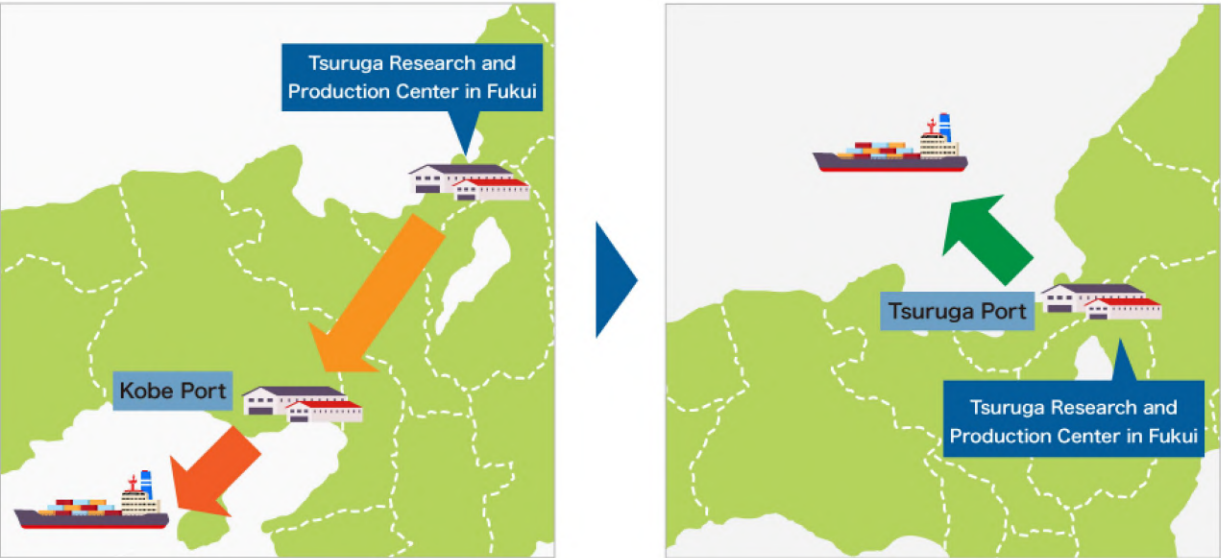 Tsuruga Research and
Production Center in Fukui
Kobe Port
Tsuruga Port
Tsuruga Research and
Production Center in Fukui